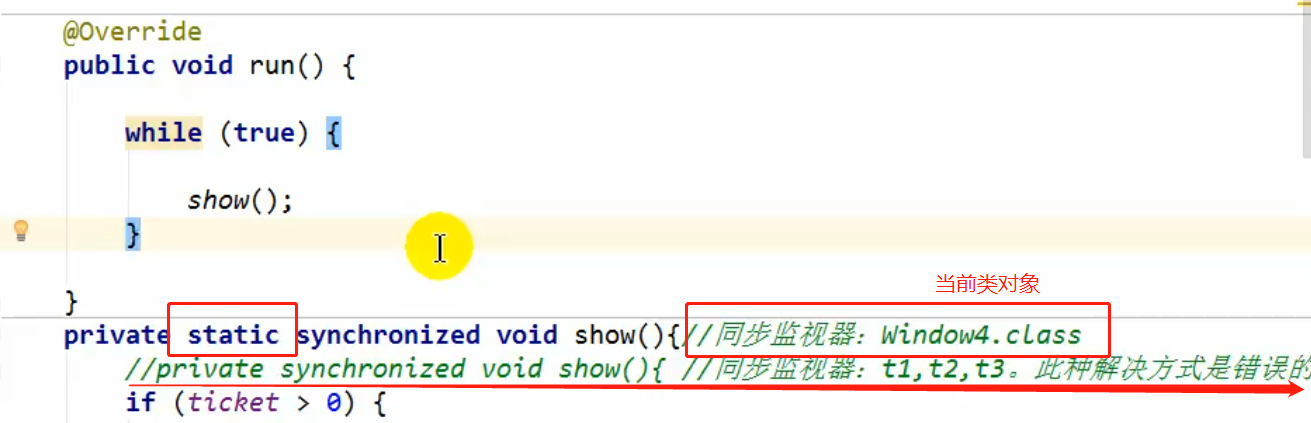 @Override
public void run() {
while (true) {
show();
}
}
当前类对象
private static synchronized void show(){//同步监视器：Window4.class
//private synchronized void show(){ //同步监视器：t1,t2,t3。此种解决方式是错误的
if (ticket > 0) {